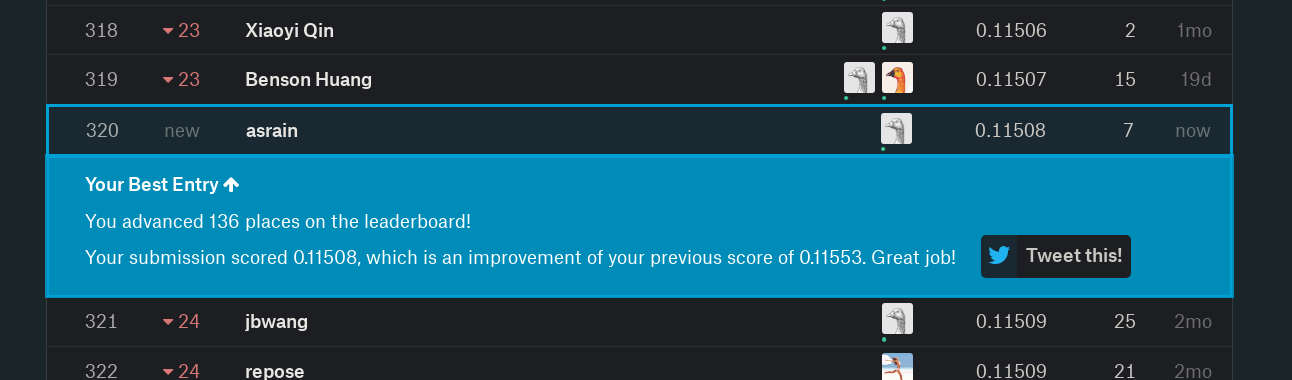 318 23 Xiaoyi Qin 0.11506 2 1mo
319 23 Benson Huang 0.11507 15 19d
320 new asrain 0.11508 7 now
Your Best Entry
You advanced 136 places on the leaderboard!
Your submission scored 0.11508, which is an improvement of your previous score of 0.11553. Great job! Tweet this!
321 24 jbwang 0.11509 25 2mo
322 24 repose 0.11509 21 2mo